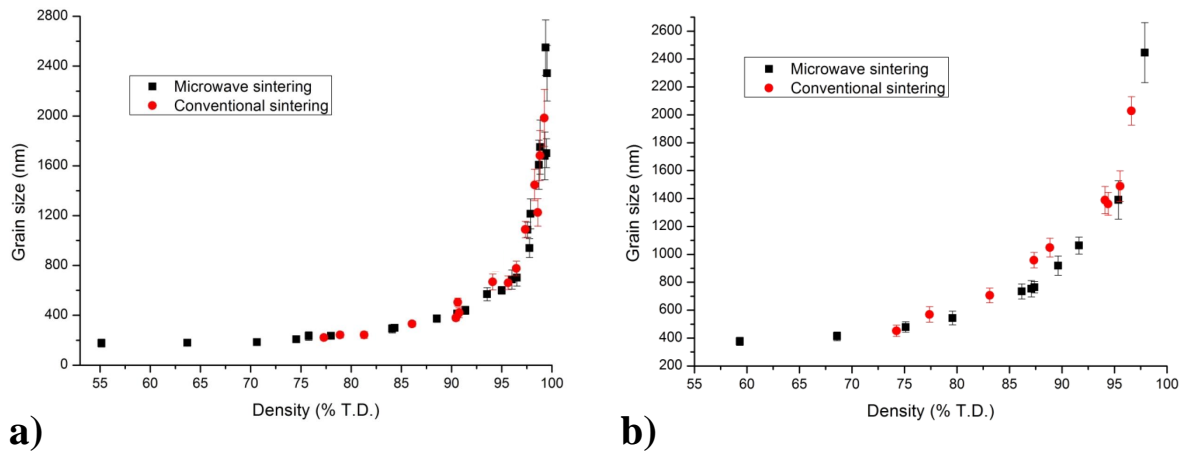 2800
2400
2000
1600
1200
800
400
0
Grain size (nm)
Microwave sintering
Conventional sintering
55 60 65 70 75 80 85 90 95 100
Density (% T.D.)
a)
2600
2400
2200
2000
1800
1600
1400
1200
1000
800
600
400
200
Grain size (nm)
Microwave sintering
Conventional sintering
55 60 65 70 75 80 85 90 95 100
Density (% T.D.)
b)